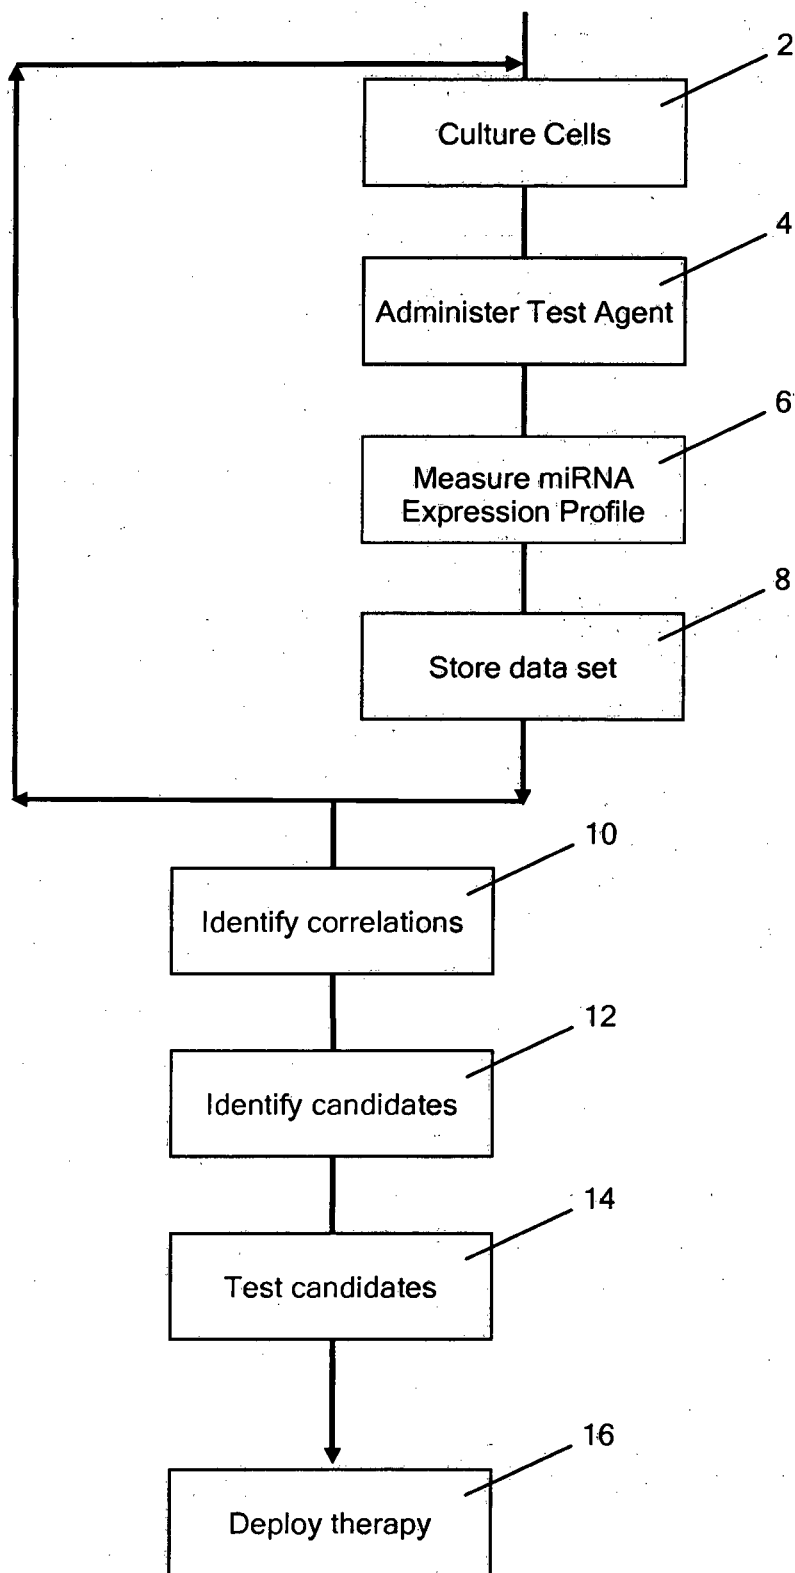 2
Culture Cells
4
Administer Test Agent
6
Measure miRNA
Expression Profile
8
Store data set
10
Identify correlations
12
Identify candidates
14
Test candidates
16
Deploy therapy